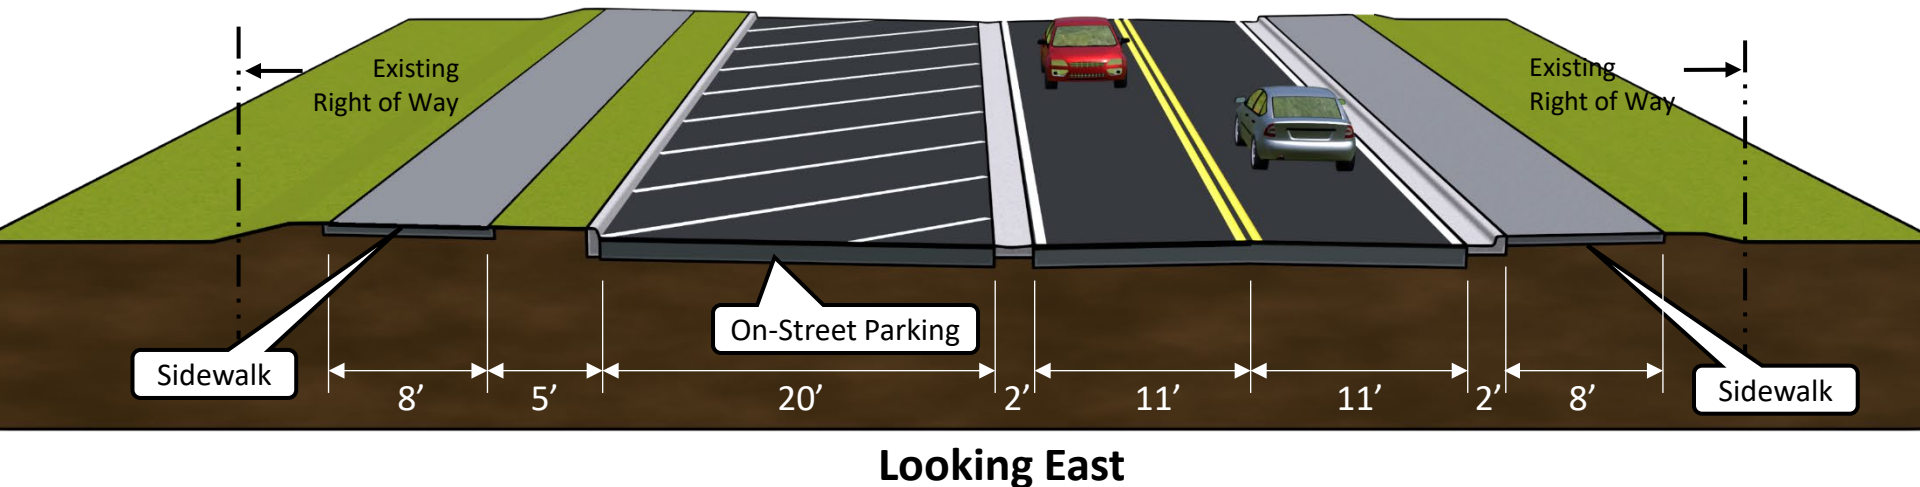 Existing
Right of Way
Existing
Right of Way
On-Street Parking
Sidewalk
Sidewalk
8’
5’
20’
2’
11’
11’
2’
8’
Looking East